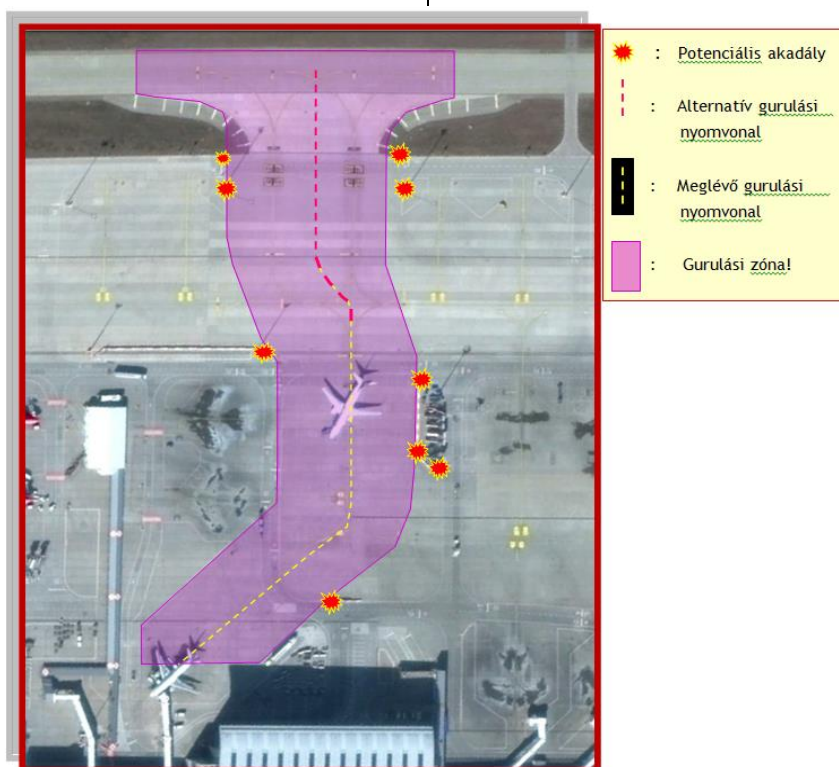 : Potenciális akadály
: Alternatív gurulási
nyomvonal
: Meglévő gurulási
nyomvonal
: Gurulási zóna!